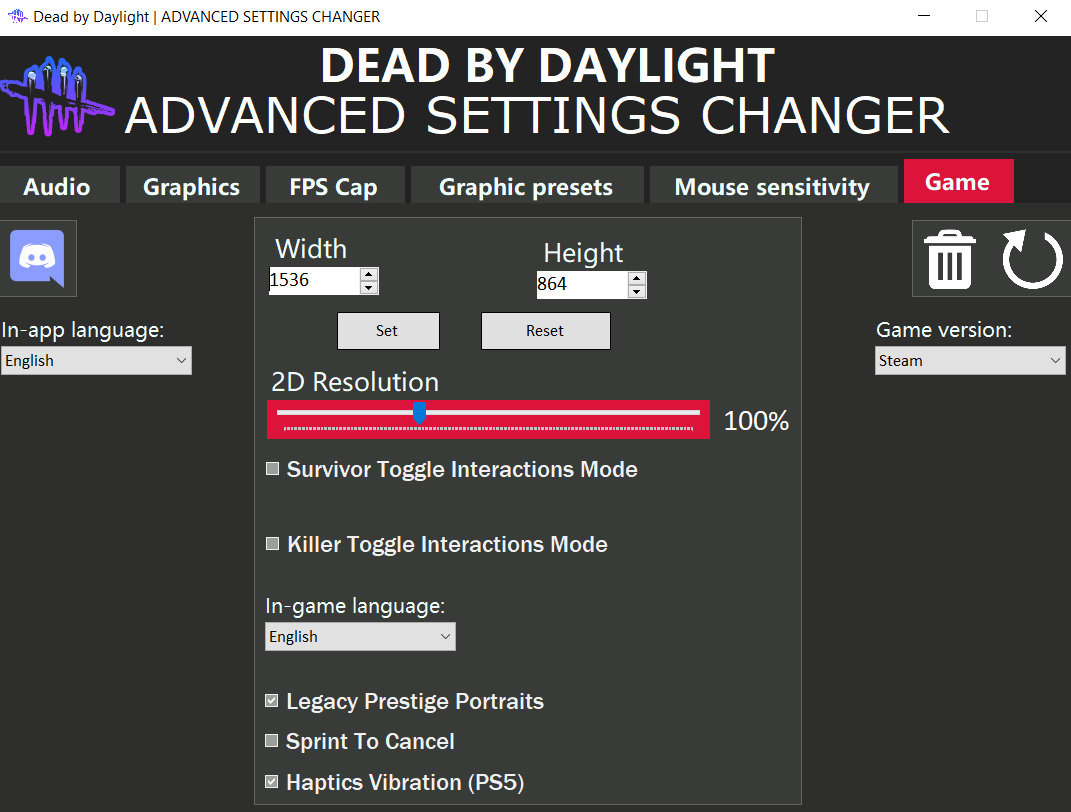 Dead by Daylight | ADVANCED SETTINGS CHANGER
DEAD BY DAYLIGHT
ADVANCED SETTINGS CHANGER
Audio
Graphics
FPS Cap
Graphic presets
Mouse sensitivity
Game
In-app language:
English
Width
1536
Height
864
Set
Reset
2D Resolution
100%
Survivor Toggle Interactions Mode
Killer Toggle Interactions Mode
In-game language:
English
Legacy Prestige Portraits
Sprint To Cancel
Haptics Vibration (PS5)
Game version:
Steam